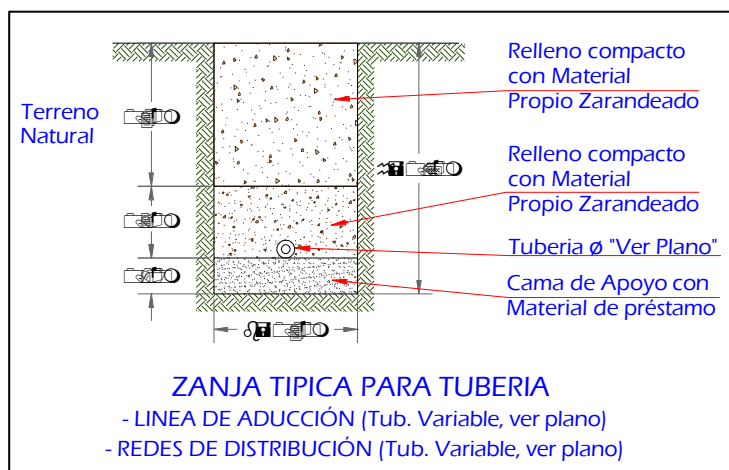 Relleno compacto
con Material
Propio Zarandeado
Terreno
Natural
Relleno compacto
con Material
Propio Zarandeado
Tuberia ø "Ver Plano"
Cama de Apoyo con
Material de préstamo
ZANJA TIPICA PARA TUBERIA
- LINEA DE ADUCCIÓN (Tub. Variable, ver plano)
- REDES DE DISTRIBUCIÓN (Tub. Variable, ver plano)